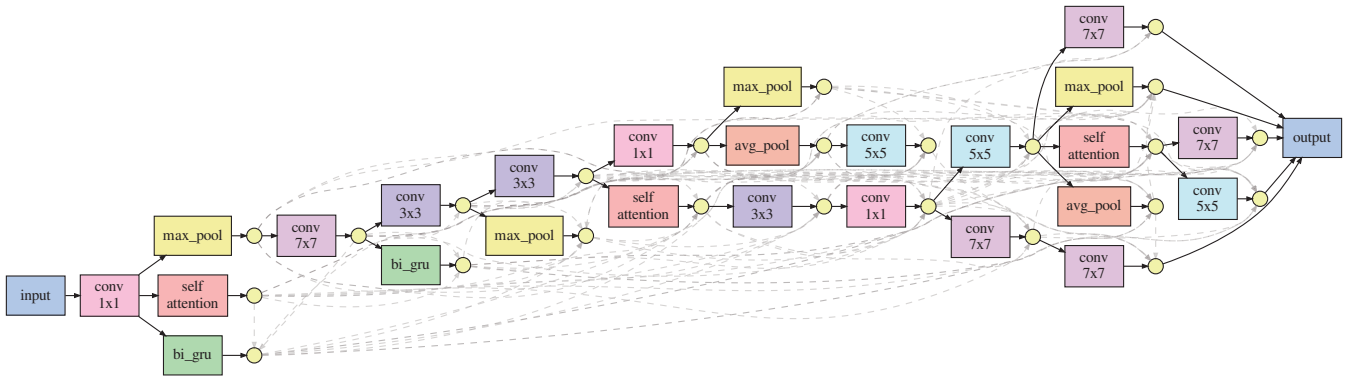 input
conv
1x1
max_pool
self
attention
bi_gru
conv
7x7
conv
3x3
bi_gru
conv
3x3
max_pool
conv
1x1
self
attention
max_pool
avg_pool
conv
3x3
conv
5x5
conv
1x1
conv
5x5
conv
7x7
conv
7x7
max_pool
self
attention
avg_pool
conv
7x7
conv
7x7
conv
5x5
output